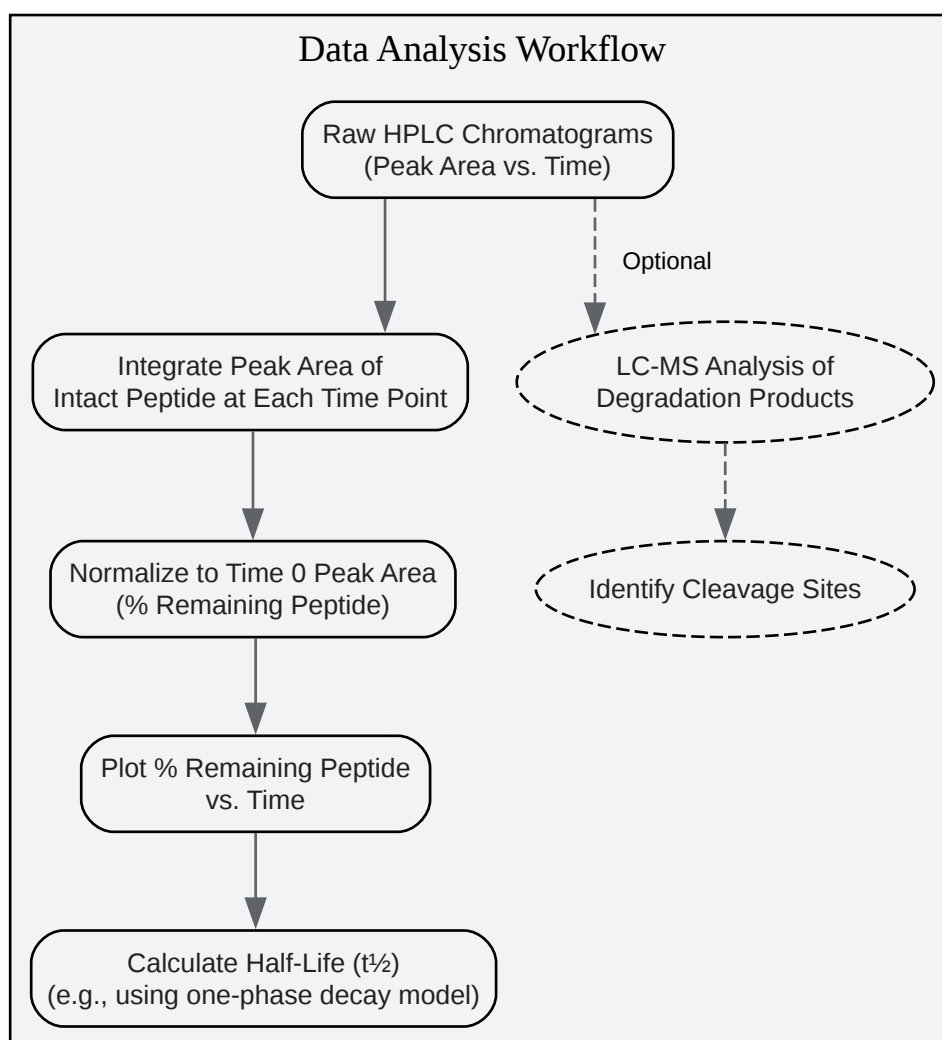 Data Analysis Workflow
Raw HPLC Chromatograms
(Peak Area vs. Time)
Optional
Integrate Peak Area of
Intact Peptide at Each Time Point
LC-MS Analysis of
Degradation Products
Normalize to Time 0 Peak Area
(% Remaining Peptide)
Identify Cleavage Sites
Plot % Remaining Peptide
vs. Time
Calculate Half-Life (t½)
(e.g., using one-phase decay model)